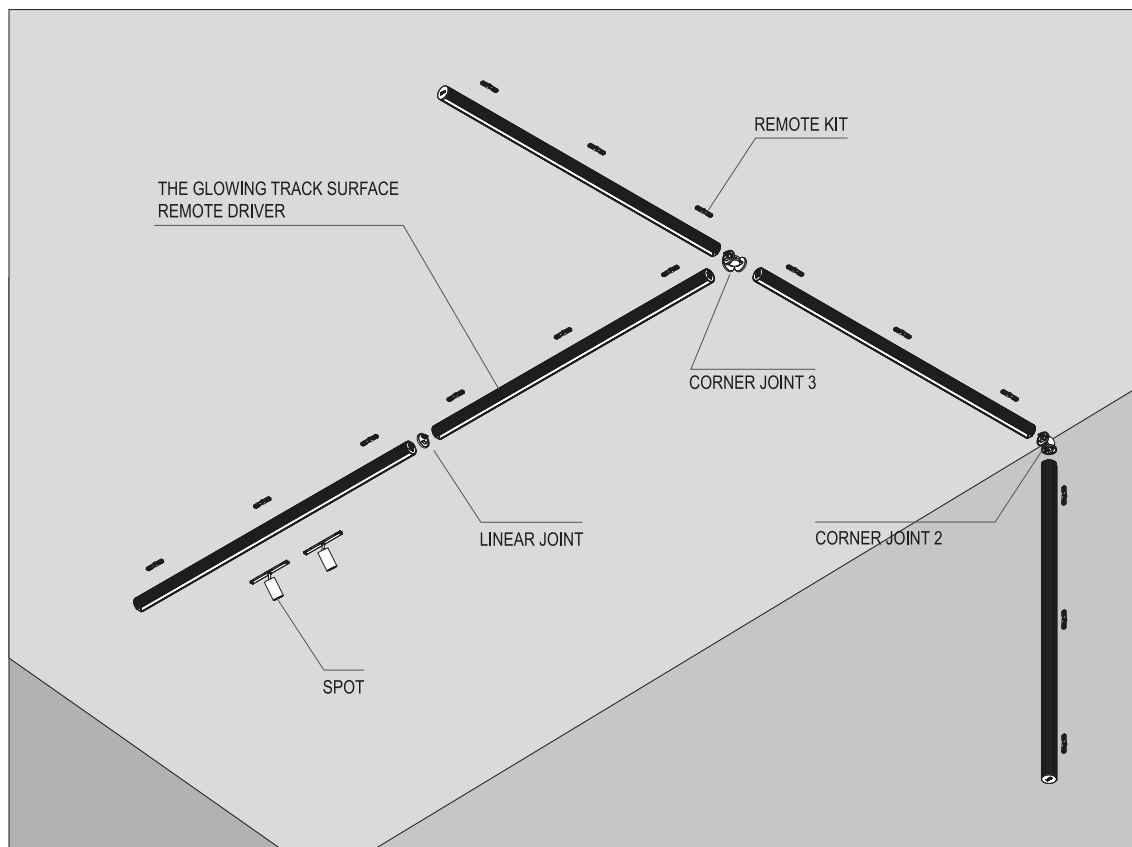 REMOTE KIT
THE GLOWING TRACK SURFACE
REMOTE DRIVER
CORNER JOINT 3
LINEAR JOINT
CORNER JOINT 2
SPOT